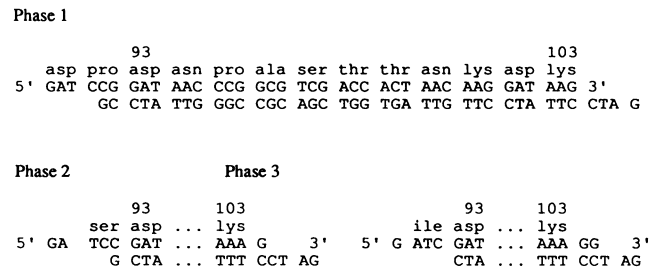 Phase 1
93 103
asp pro asp asn pro ala ser thr thr asn lys asp lys
5' GAT CCG GAT AAC CCG GCG TCG ACC ACT AAC AAG GAT AAG 3'
GC CTA TTG GGC CGC AGC TGG TGA TTG TTC CTA TTC CTA G
Phase 2 Phase 3
93 103 93 103
ser asp ... lys ile asp ... lys
5' GA TCC GAT ... AAA G 3' 5' G ATC GAT ... AAA GG 3'
G CTA ... TTT CCT AG CTA ... TTT CCT AG